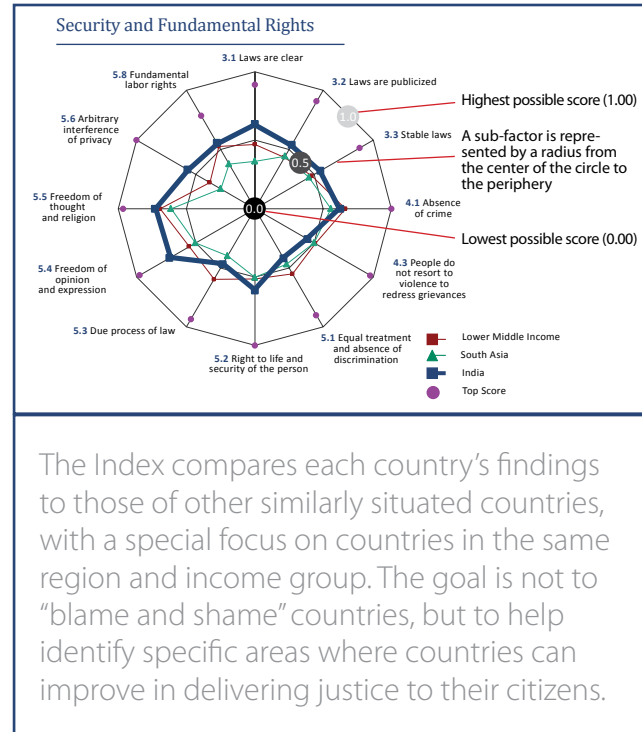 Security and Fundamental Rights
3.1 Laws are clear
5.8 Fundamental
labor rights
3.2 Laws are publicized
Highest possible score (1.00)
1.0
5.6 Arbitrary
interference
of privacy
3.3 Stable laws
A sub-factor is repre-
sented by a radius from
the center of the circle to
the periphery
0.5
5.5 Freedom of
thought
and religion
0.0
4.1 Absence
of crime
Lowest possible score (0.00)
5.4 Freedom of
opinion
and expression
4.3 People do
not resort to
violence to
redress grievances
5.3 Due process of law
5.2 Right to life and
security of the person
5.1 Equal treatment
and absence of
discrimination
Lower Middle Income
South Asia
India
Top Score
The Index compares each country’s findings
to those of other similarly situated countries,
with a special focus on countries in the same
region and income group. The goal is not to
“blame and shame” countries, but to help
identify specific areas where countries can
improve in delivering justice to their citizens.